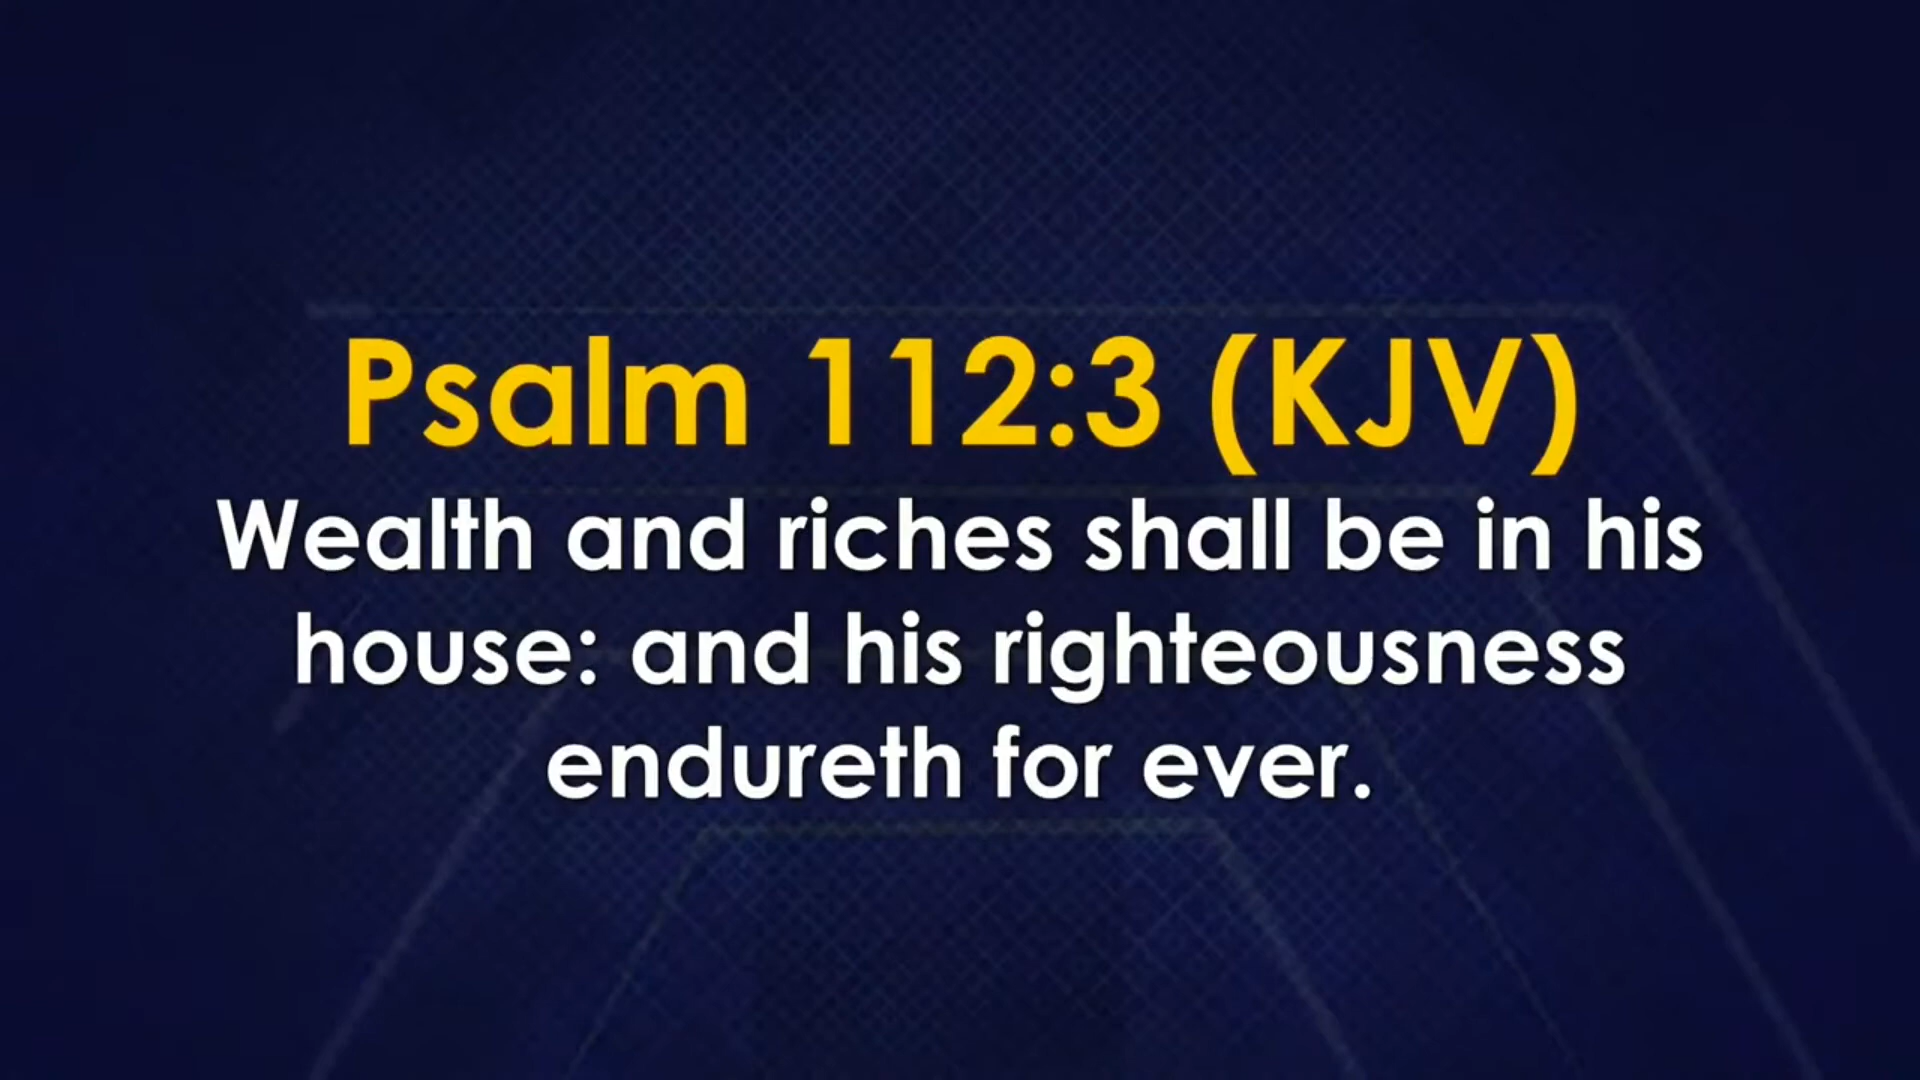 Psalm 112:3 (KJV)
Wealth and riches shall be in his
house: and his righteousness
endureth for ever.